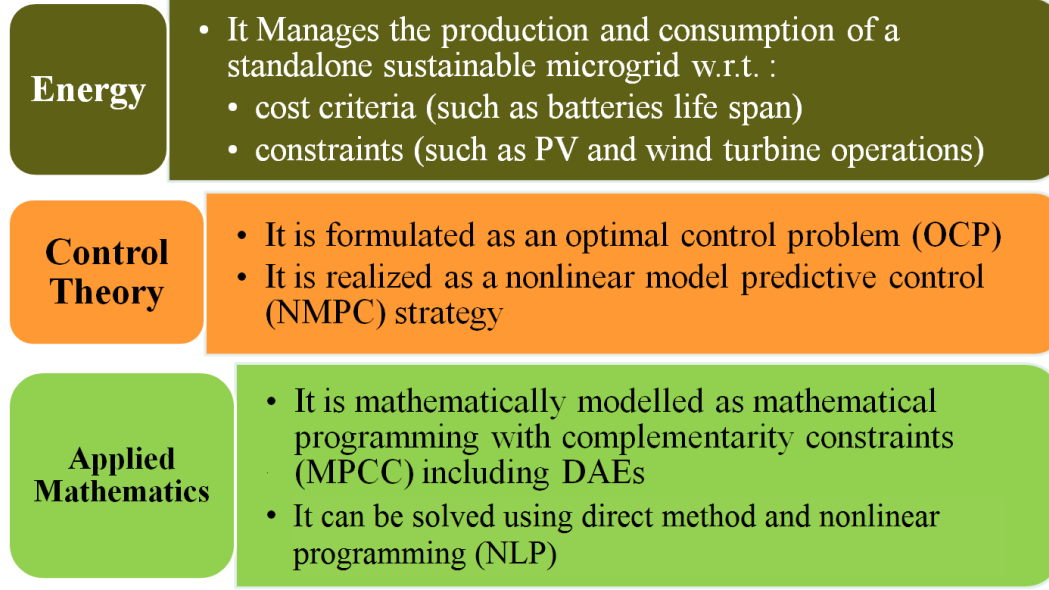 Energy
• It Manages the production and consumption of a
standalone sustainable microgrid w.r.t. :
• cost criteria (such as batteries life span)
• constraints (such as PV and wind turbine operations)
Control
Theory
• It is formulated as an optimal control problem (OCP)
• It is realized as a nonlinear model predictive control
(NMPC) strategy
Applied
Mathematics
• It is mathematically modelled as mathematical
programming with complementarity constraints
(MPCC) including DAEs
• It can be solved using direct method and nonlinear
programming (NLP)